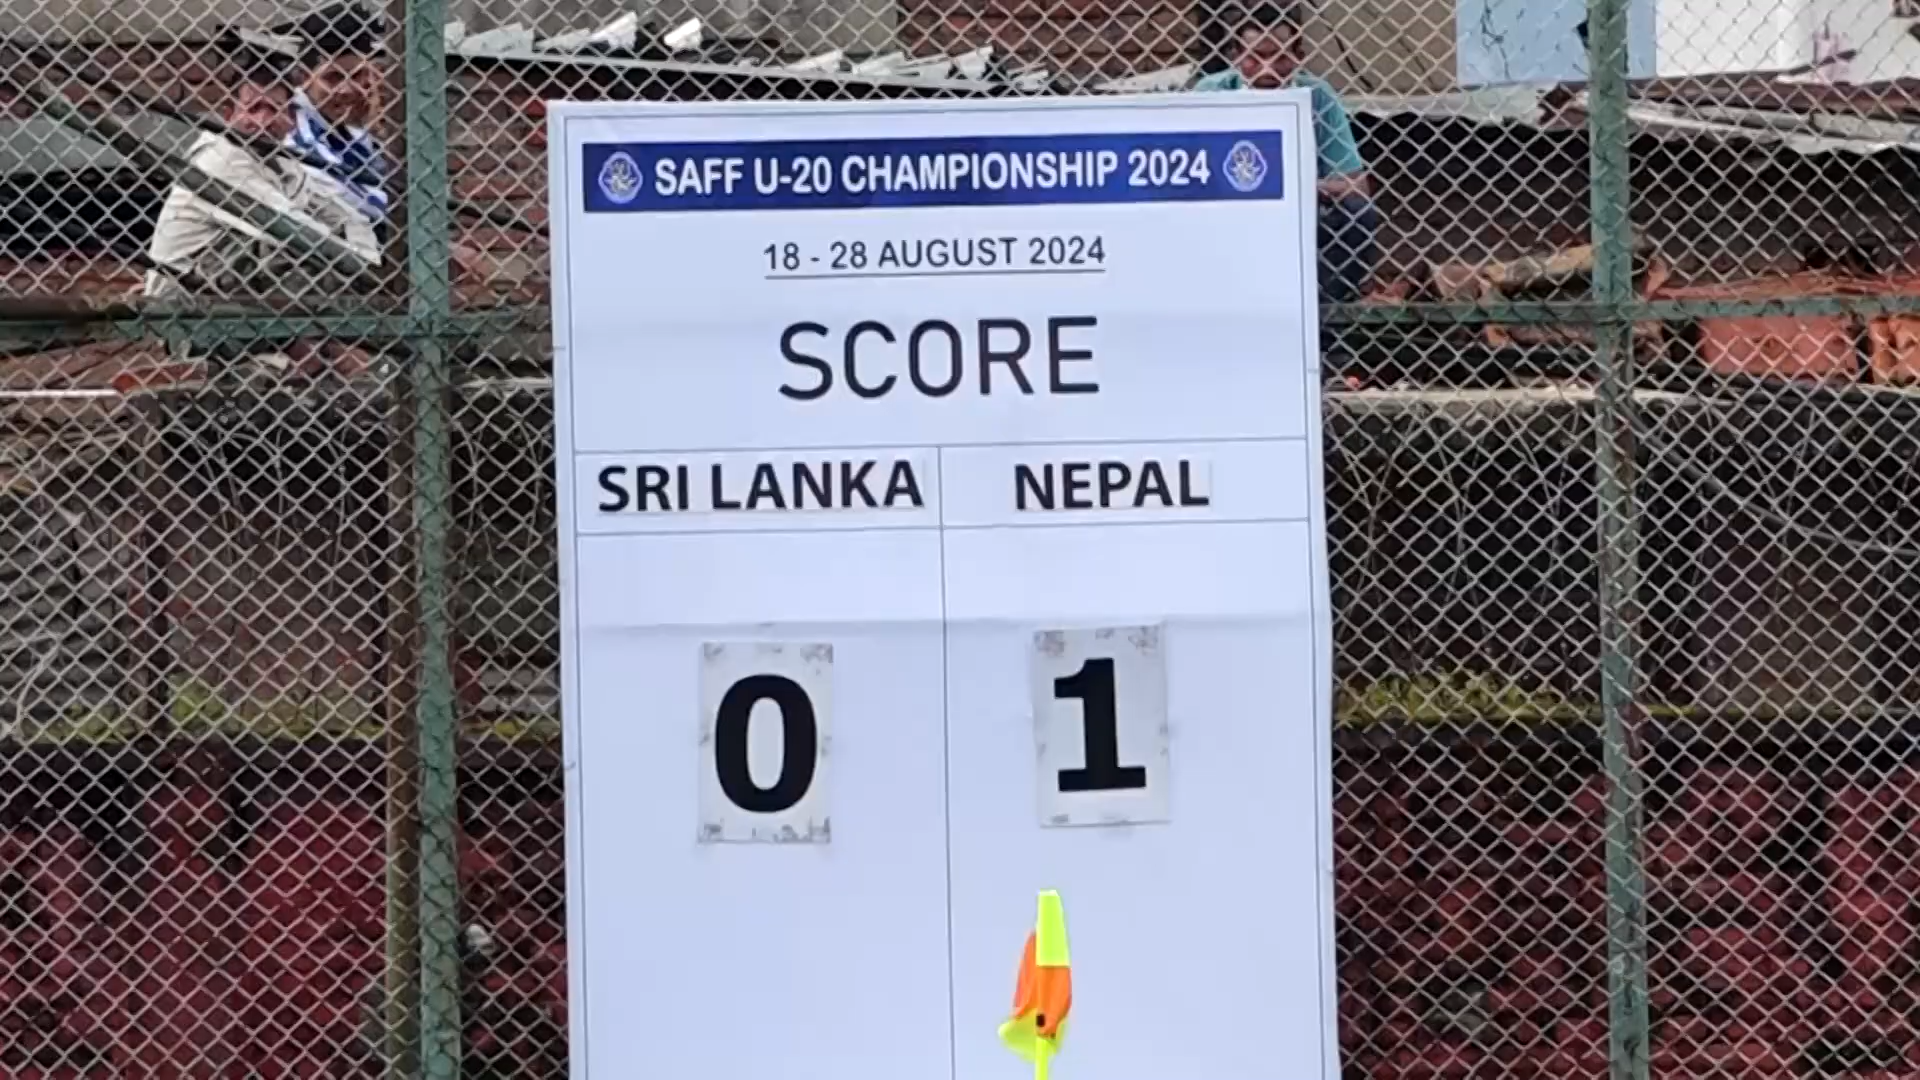 SAFF U-20 CHAMPIONSHIP 2024
18 - 28 AUGUST 2024
SCORE
SRI LANKA NEPAL
0 1